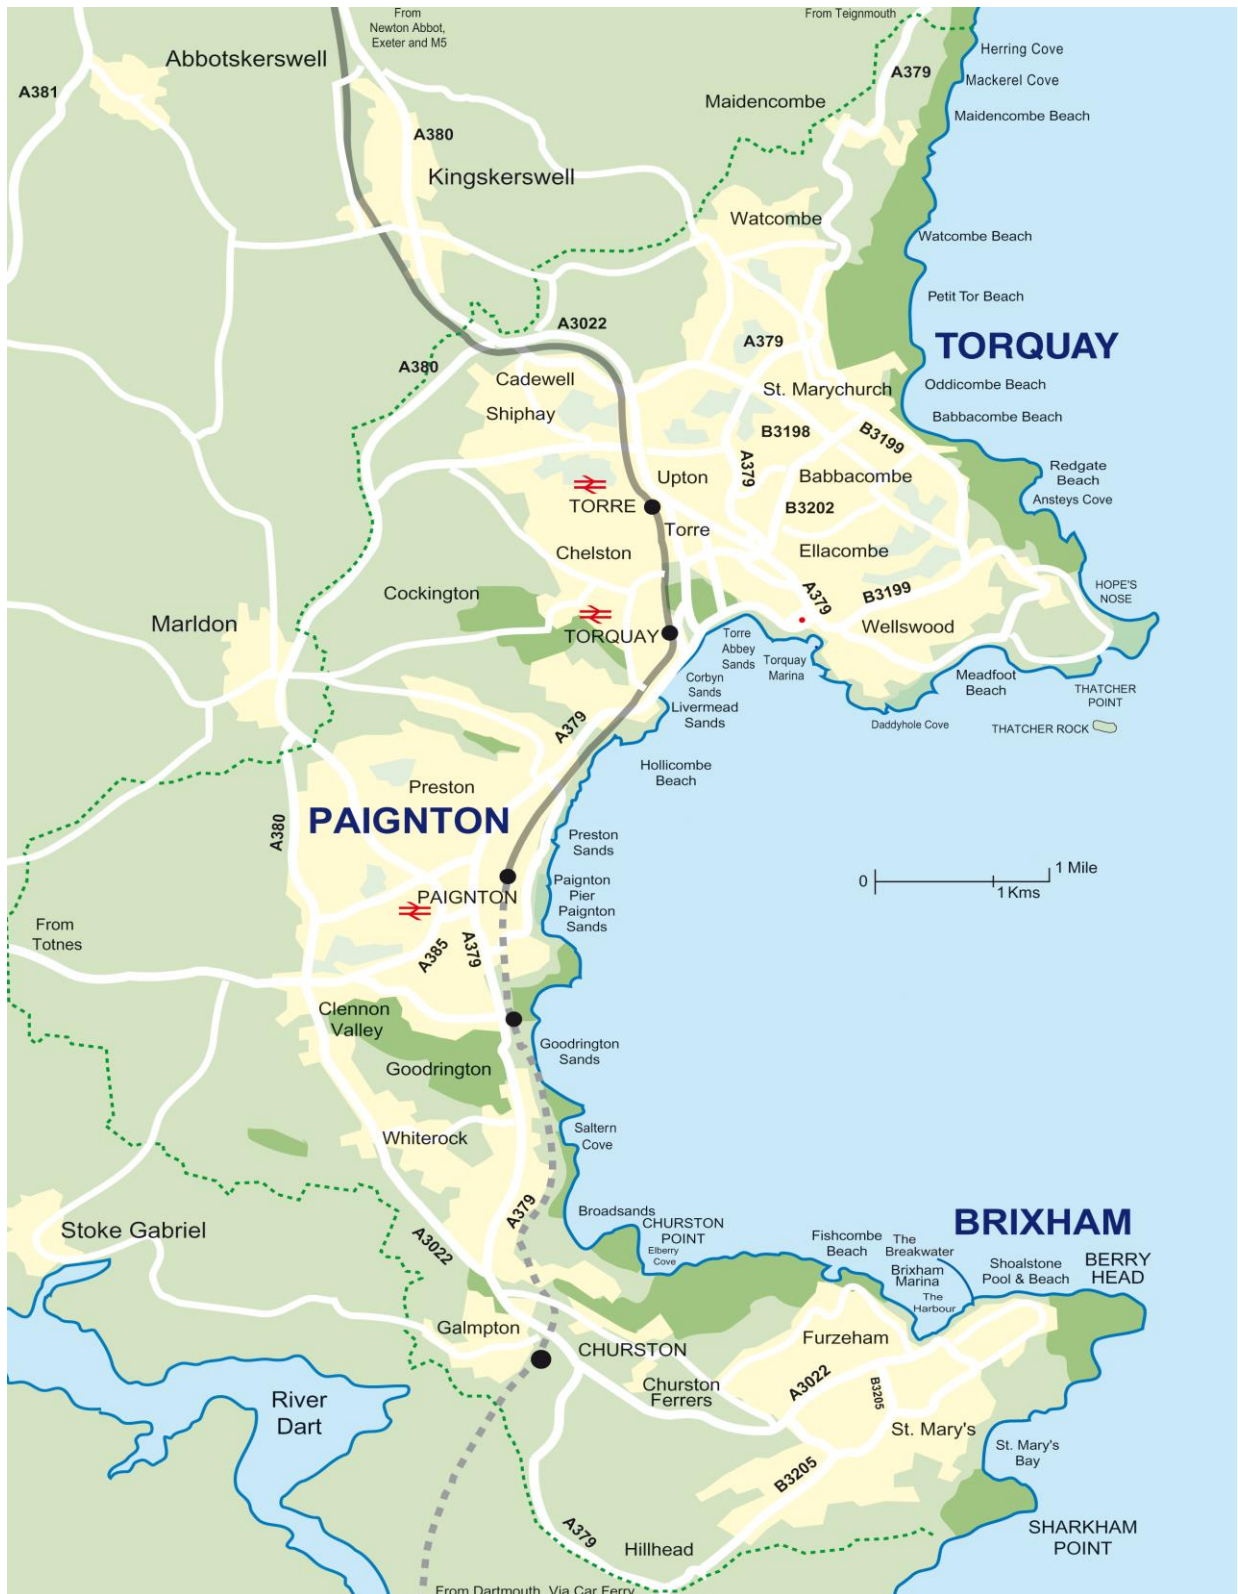 From
Newton Abbot,
Exeter and M5
From Teignmouth
Abbotskerswell
A381
A379
Herring Cove
Mackerel Cove
Maidencombe
Maidencombe Beach
A380
Kingskerswell
Watcombe
Watcombe Beach
Petit Tor Beach
A3022
A379
TORQUAY
A380
Cadewell
St. Marychurch
Oddicombe Beach
Shiphay
Babbacombe Beach
B3198
B3199
A379
Redgate
Beach
Upton
Babbacombe
Ansteys Cove
TORRE
B3202
Torre
Chelston
Ellacombe
HOPE'S
NOSE
Cockington
A379
B3199
Marldon
TORQUAY
Wellswood
Torre
Abbey
Sands
Torquay
Marina
Corbyn
Sands
Livermead
Sands
Meadfoot
Beach
THATCHER
POINT
A379
Daddyhole Cove
THATCHER ROCK
Hollicombe
Beach
Preston
PAIGNTON
A380
Preston
Sands
0
1 Mile
1 Kms
Paignton
Pier
Paignton
Sands
PAIGNTON
From
Totnes
A385
A379
Clennon
Valley
Goodrington
Sands
Goodrington
Saltern
Cove
Whiterock
A379
Broadsands
CHURSTON
POINT
Elberry
Cove
BRIXHAM
Stoke Gabriel
A3022
Fishcombe
Beach
The
Breakwater
Brixham
Marina
The
Harbour
Shoalstone
Pool & Beach
BERRY
HEAD
Galmpton
CHURSTON
Furzeham
Churston
Ferrers
A3022
B3205
River
Dart
St. Mary's
St. Mary's
Bay
B3205
A379
Hillhead
SHARKHAM
POINT
From Dartmouth, Via Car Ferry